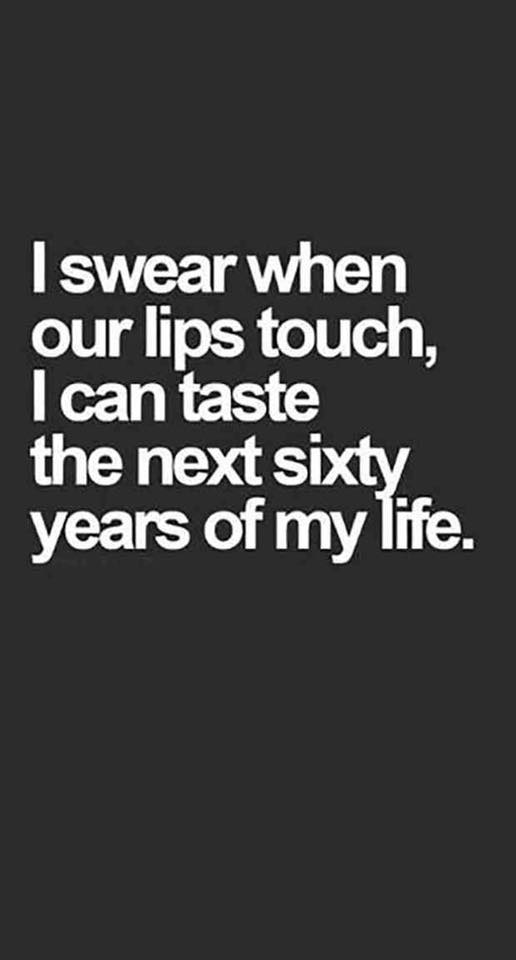 I swear when
our lips touch,
I can taste
the next sixty
years of my life.